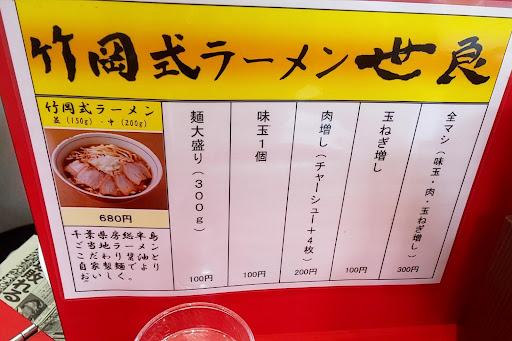 竹岡式ラーメン 世良
竹岡式ラーメン
並(150g)・中(200g)
680円
千葉県房総半島
ご当地ラーメン
こだわり醤油と
自家製麺でより
おいしく。
麺大盛り(300g)
100円
味玉1個
100円
肉増し(チャーシュー+4枚)
200円
玉ねぎ増し
100円
全マシ(味玉・肉・玉ねぎ増し)
300円